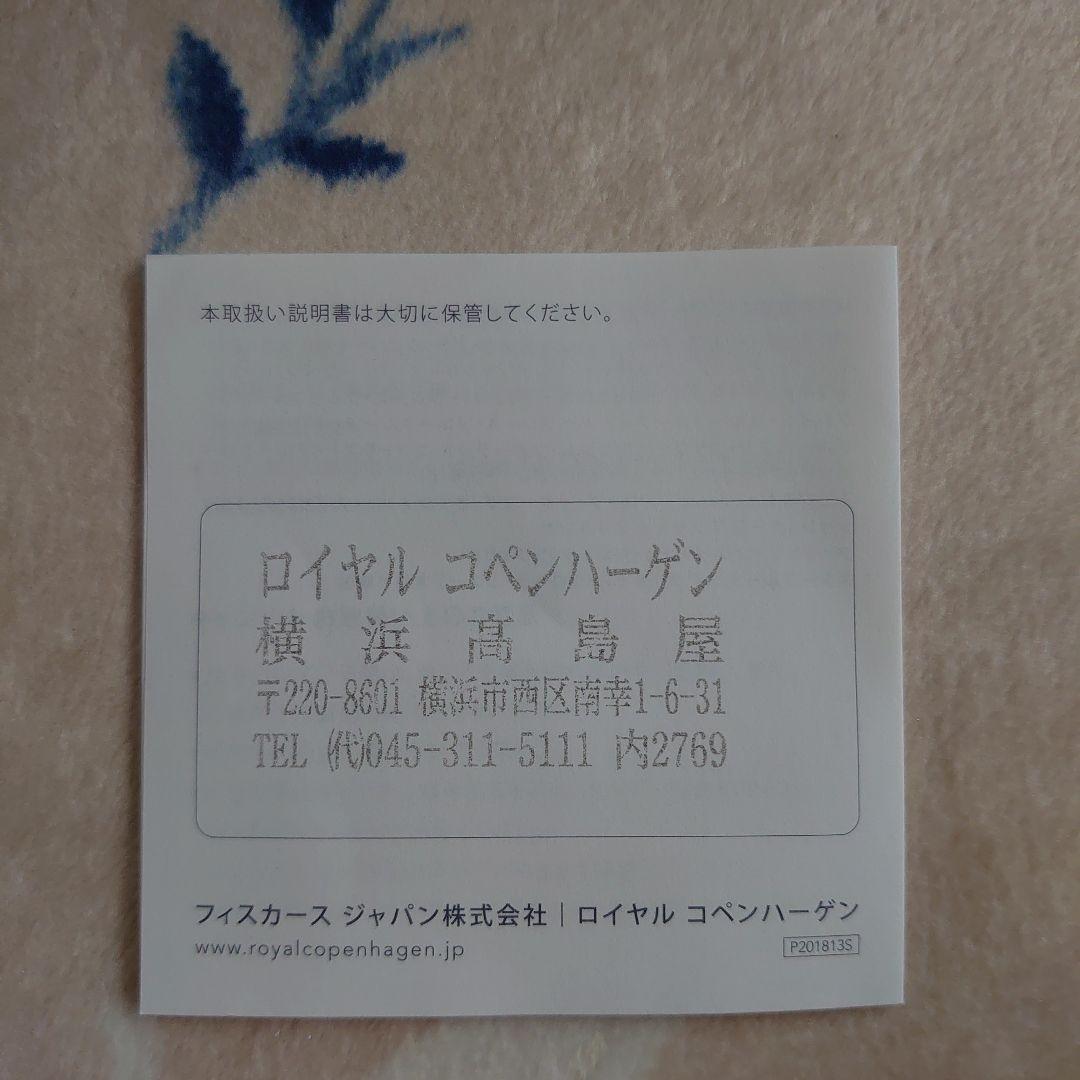 本取扱い説明書は大切に保管してください。
ロイヤル コペンハーゲン
横浜髙島屋
〒220-8601 横浜市西区南幸1-6-31
TEL (代)045-311-5111 内2769
フィスカース ジャパン株式会社｜ロイヤル コペンハーゲン
www.royalcopenhagen.jp
P201813S